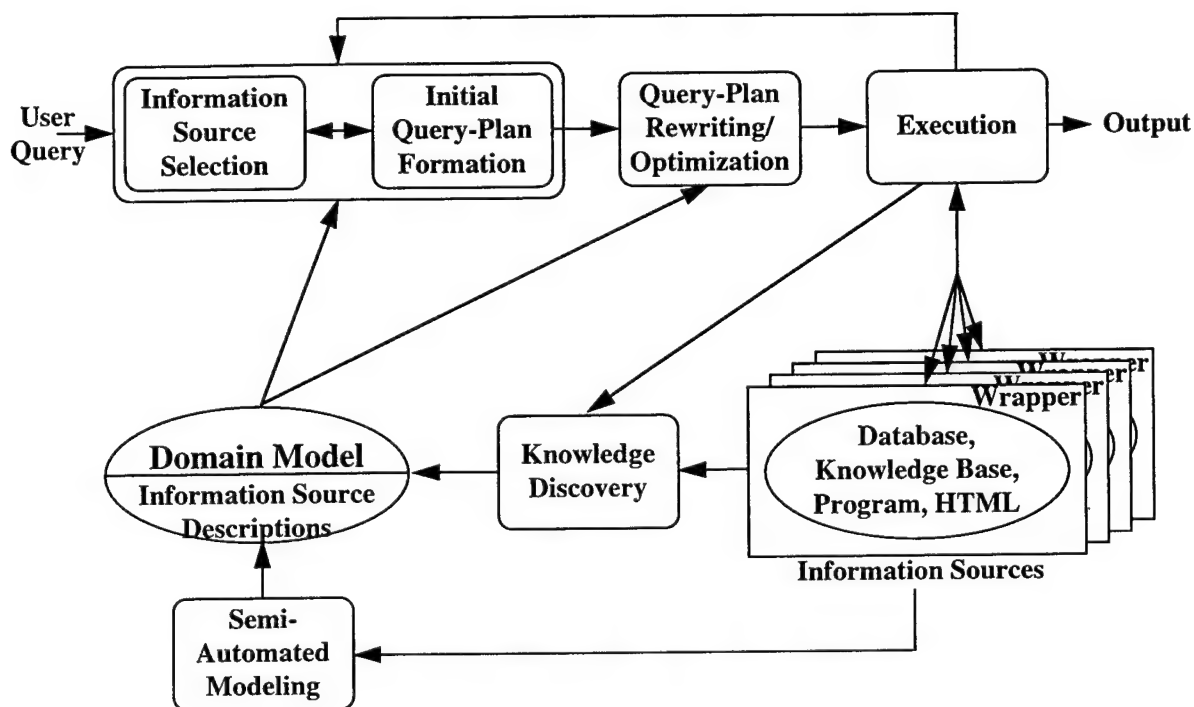 User
Query
Information
Source
Selection
Initial
Query-Plan
Formation
Query-Plan
Rewriting/
Optimization
Execution
Output
Domain Model
Information Source
Descriptions
Knowledge
Discovery
Wrapper
Database,
Knowledge Base,
Program, HTML
Information Sources
Semi-
Automated
Modeling